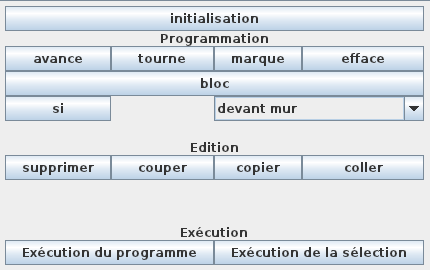 initialisation
Programmation
avance tourne marque efface
bloc
si devant mur
Edition
supprimer couper copier coller
Exécution
Exécution du programme Exécution de la sélection